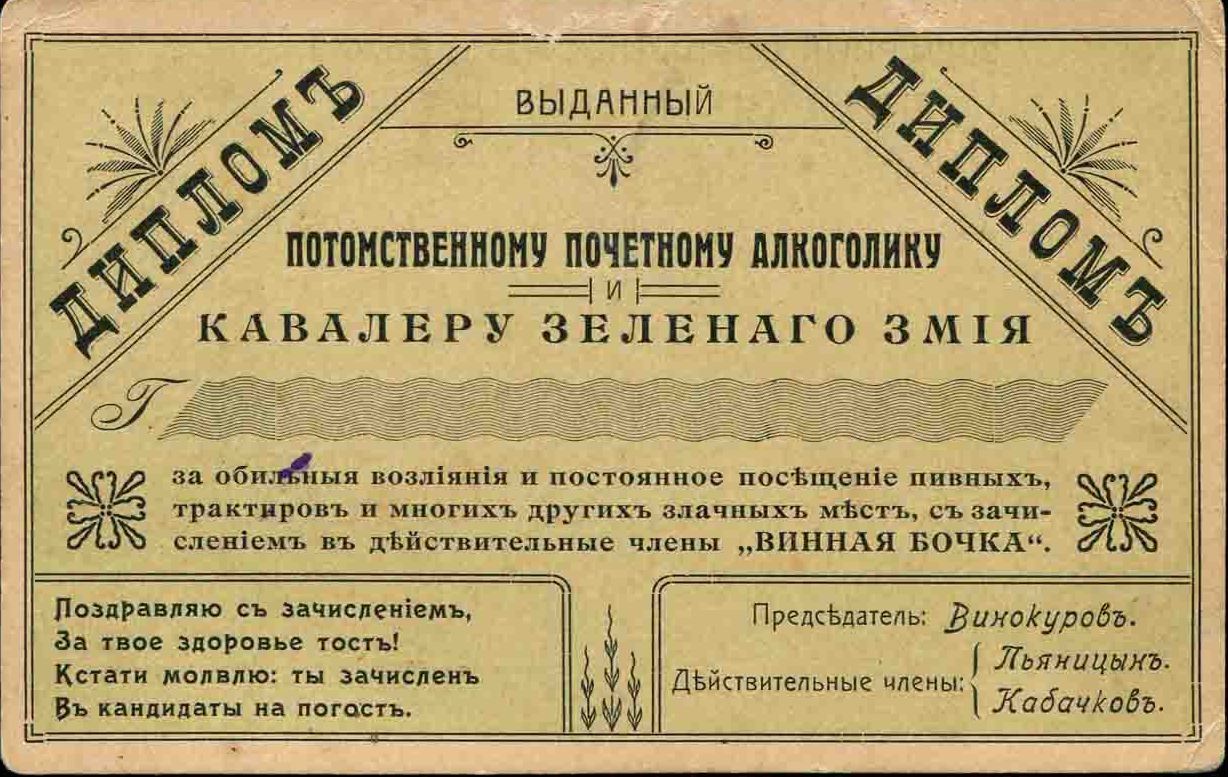 ДИПЛОМЪ
ВЫДАННЫЙ
ДИПЛОМЪ
ПОТОМСТВЕННОМУ ПОЧЕТНОМУ АЛКОГОЛИКУ
И
КАВАЛЕРУ ЗЕЛЕНАГО ЗМІЯ
Г
за обильныя возліянія и постоянное посѣщеніе пивныхъ,
трактировъ и многихъ другихъ злачныхъ мѣстъ, съ зачи-
сленіемъ въ дѣйствительные члены „ВИННАЯ БОЧКА“.
Поздравляю съ зачисленіемъ,
За твое здоровье тостъ!
Кстати молвлю: ты зачисленъ
Въ кандидаты на погостъ.
Предсѣдатель: Винокуровъ.
Дѣйствительные члены: { Пьяницынъ.
Кабачковъ.